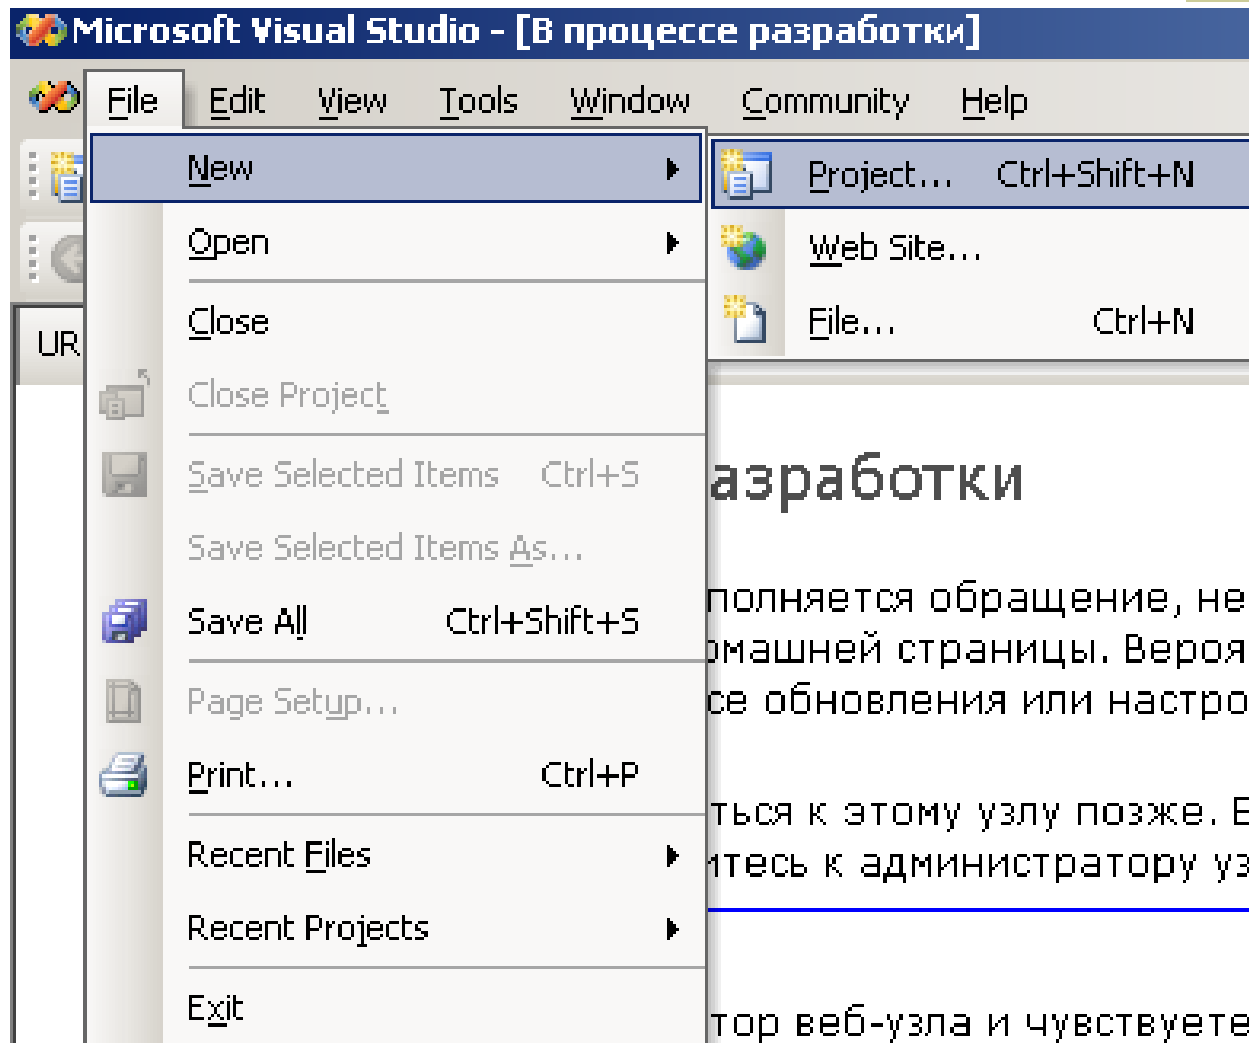 Microsoft Visual Studio - [В процессе разработки]
File Edit View Tools Window Community Help
New
Project... Ctrl+Shift+N
Open
Web Site...
Close
File... Ctrl+N
UR
Close Project
Save Selected Items Ctrl+S
азработки
Save Selected Items As...
полняется обращение, не
Save All Ctrl+Shift+S
омашней страницы. Вероя
Page Setup...
се обновления или настро
Print... Ctrl+P
ться к этому узлу позже. Е
Recent Files
итесь к администратору уз
Recent Projects
Exit
тор веб-узла и чувствуете